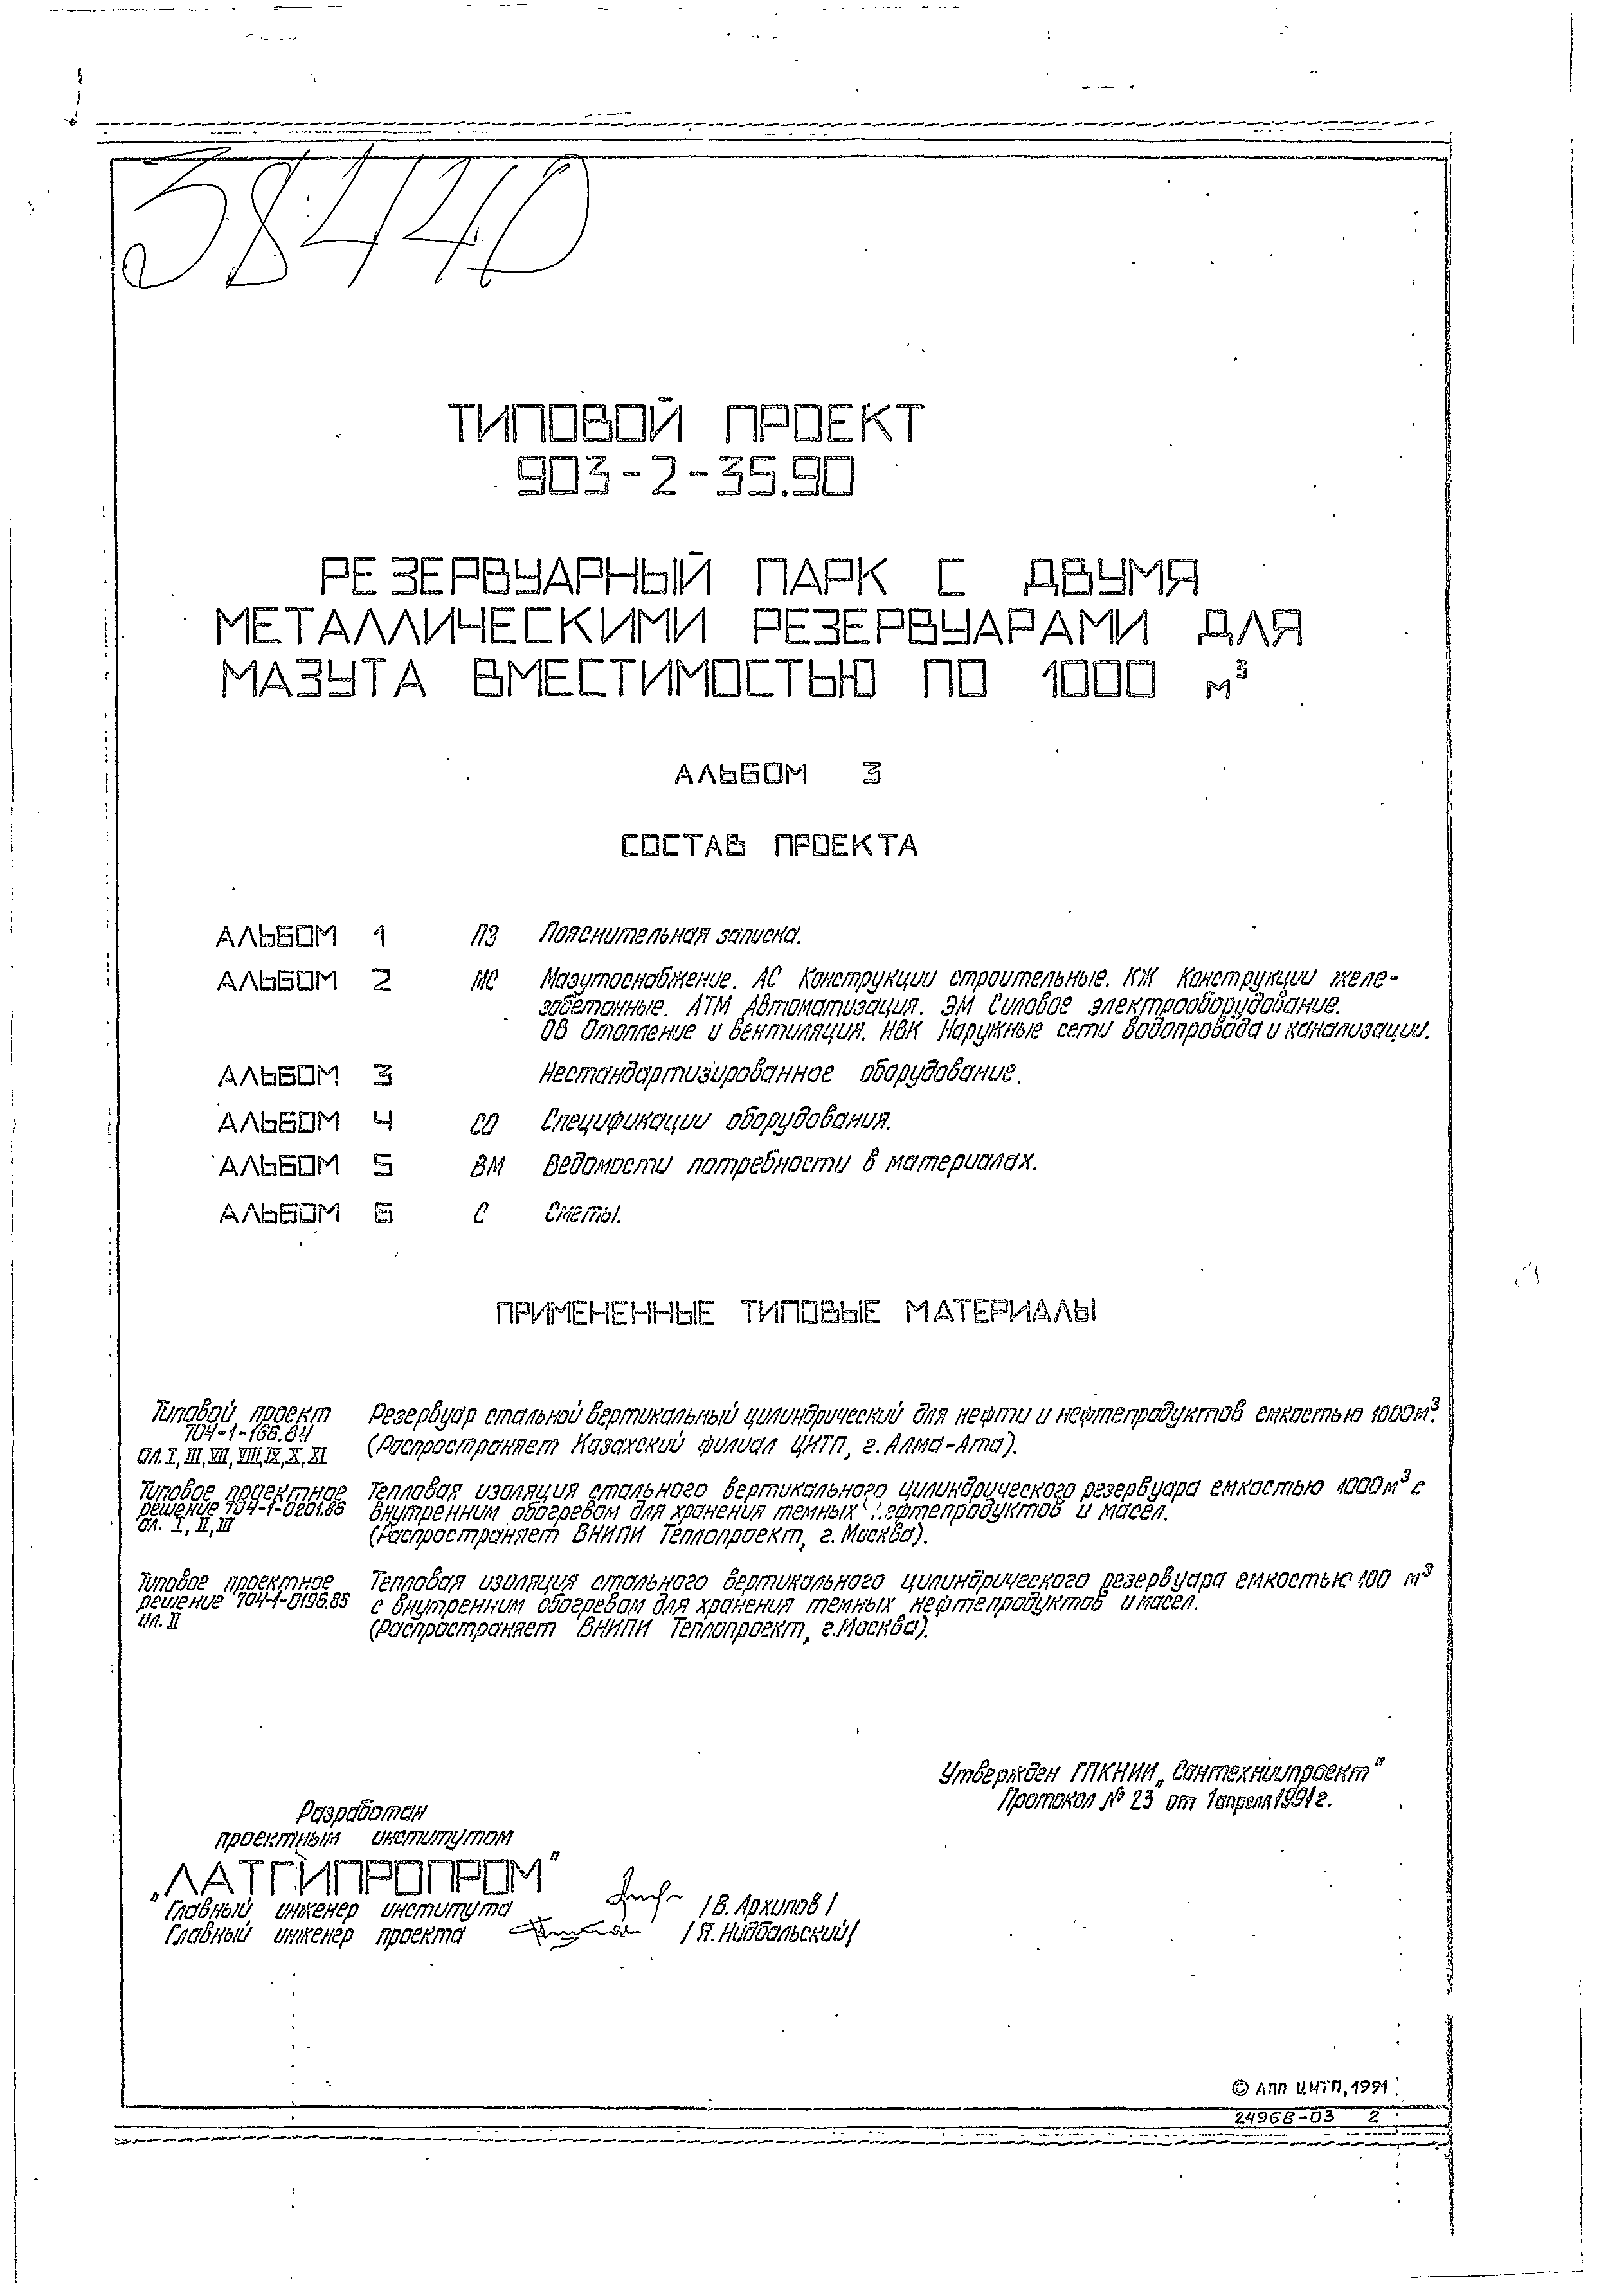 38440
ТИПОВОЙ ПРОЕКТ
903-2-35.90
РЕЗЕРВУАРНЫЙ ПАРК С ДВУМЯ
МЕТАЛЛИЧЕСКИМИ РЕЗЕРВУАРАМИ ДЛЯ
МАЗУТА ВМЕСТИМОСТЬЮ ПО 1000 м³
АЛЬБОМ 3
СОСТАВ ПРОЕКТА
АЛЬБОМ 1 ПЗ Пояснительная записка.
АЛЬБОМ 2 МС Мазутоснабжение. АС Конструкции строительные. КЖ Конструкции желе-
зобетонные. АТМ Автоматизация. ЭМ Силовое электрооборудование.
ОВ Отопление и вентиляция. НВК Наружные сети водопровода и канализации.
АЛЬБОМ 3 Нестандартизированное оборудование.
АЛЬБОМ 4 СО Спецификации оборудования.
АЛЬБОМ 5 ВМ Ведомости потребности в материалах.
АЛЬБОМ 6 С Сметы.
ПРИМЕНЕННЫЕ ТИПОВЫЕ МАТЕРИАЛЫ
Типовой проект Резервуар стальной вертикальный цилиндрический для нефти и нефтепродуктов емкостью 1000м³.
704-1-166.84
ал. I, III, VII, VIII, IX, X, XI (Распространяет Казахский филиал ЦИТП, г. Алма-Ата).
Типовое проектное Тепловая изоляция стального вертикального цилиндрического резервуара емкостью 1000м³ с
решение 704-1-0201.85 внутренним обогревом для хранения темных нефтепродуктов и масел.
ал. I, II, III (Распространяет ВНИПИ Теплопроект, г. Москва).
Типовое проектное Тепловая изоляция стального вертикального цилиндрического резервуара емкостью 100 м³
решение 704-1-0196.85 с внутренним обогревом для хранения темных нефтепродуктов и масел.
ал. II (Распространяет ВНИПИ Теплопроект, г. Москва).
Утвержден ГПКНИИ „Сантехниипроект"
Протокол № 23 от 1 апреля 1991 г.
Разработан
проектным институтом
„ЛАТГИПРОПРОМ"
Главный инженер института /В. Архипов/
Главный инженер проекта /Я. Нидбальский/
© АПП ЦИТП, 1991
24968-03 2